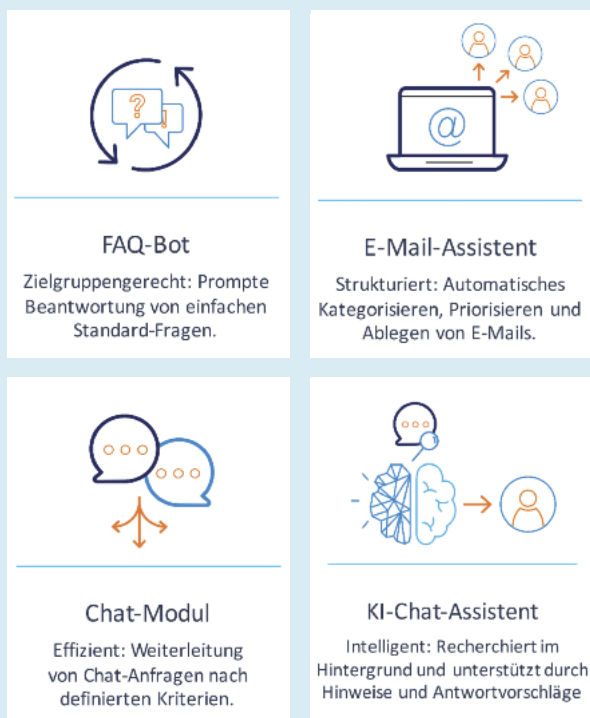 ?
!
@
FAQ-Bot
Zielgruppengerecht: Prompte
Beantwortung von einfachen
Standard-Fragen.
E-Mail-Assistent
Strukturiert: Automatisches
Kategorisieren, Priorisieren und
Ablegen von E-Mails.
Chat-Modul
Effizient: Weiterleitung
von Chat-Anfragen nach
definierten Kriterien.
KI-Chat-Assistent
Intelligent: Recherchiert im
Hintergrund und unterstützt durch
Hinweise und Antwortvorschläge